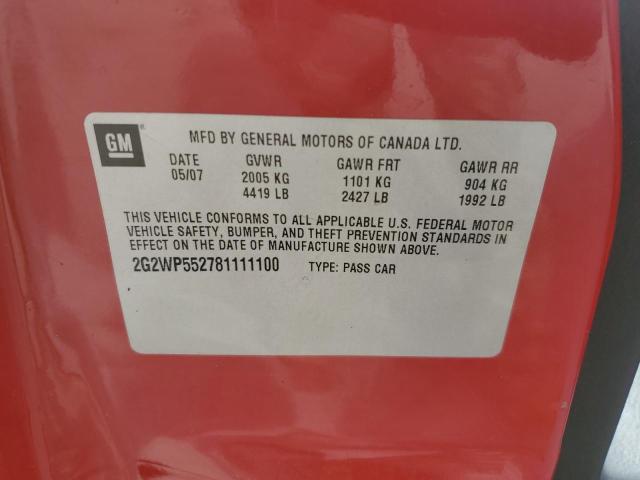 GM
MFD BY GENERAL MOTORS OF CANADA LTD.
DATE GVWR GAWR FRT GAWR RR
05/07 2005 KG 1101 KG 904 KG
4419 LB 2427 LB 1992 LB
THIS VEHICLE CONFORMS TO ALL APPLICABLE U.S. FEDERAL MOTOR
VEHICLE SAFETY, BUMPER, AND THEFT PREVENTION STANDARDS IN
EFFECT ON THE DATE OF MANUFACTURE SHOWN ABOVE.
2G2WP552781111100 TYPE: PASS CAR